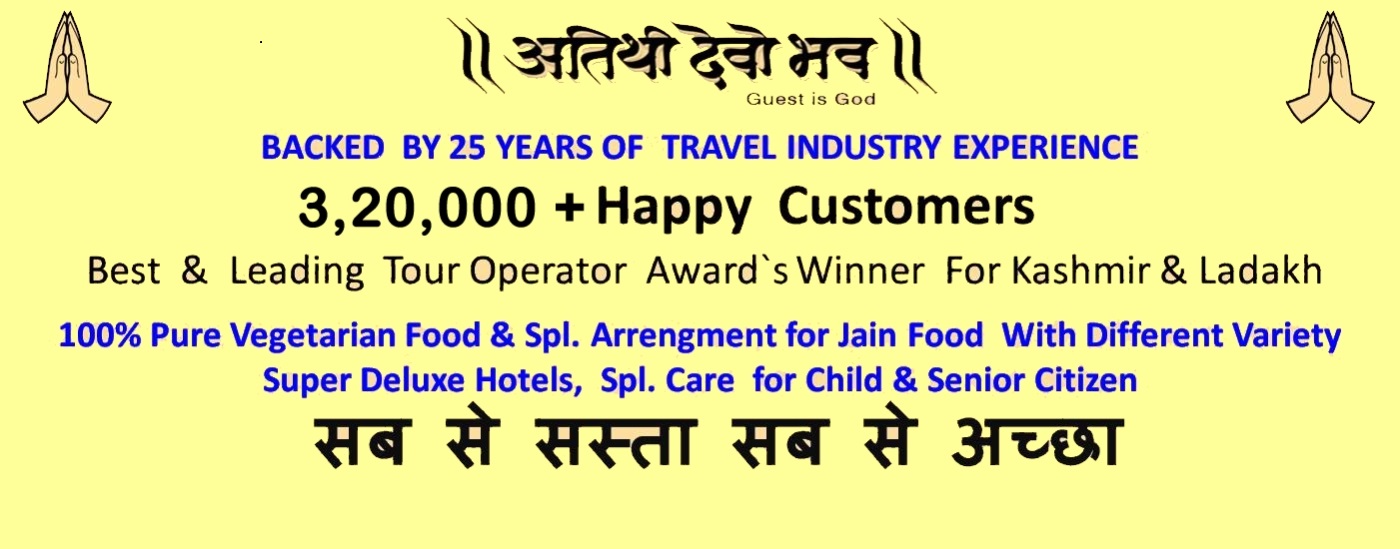 ॥ अतिथी देवो भव ॥
Guest is God
BACKED BY 25 YEARS OF TRAVEL INDUSTRY EXPERIENCE
3,20,000 + Happy Customers
Best & Leading Tour Operator Award`s Winner For Kashmir & Ladakh
100% Pure Vegetarian Food & Spl. Arrengment for Jain Food With Different Variety
Super Deluxe Hotels, Spl. Care for Child & Senior Citizen
सब से सस्ता सब से अच्छा